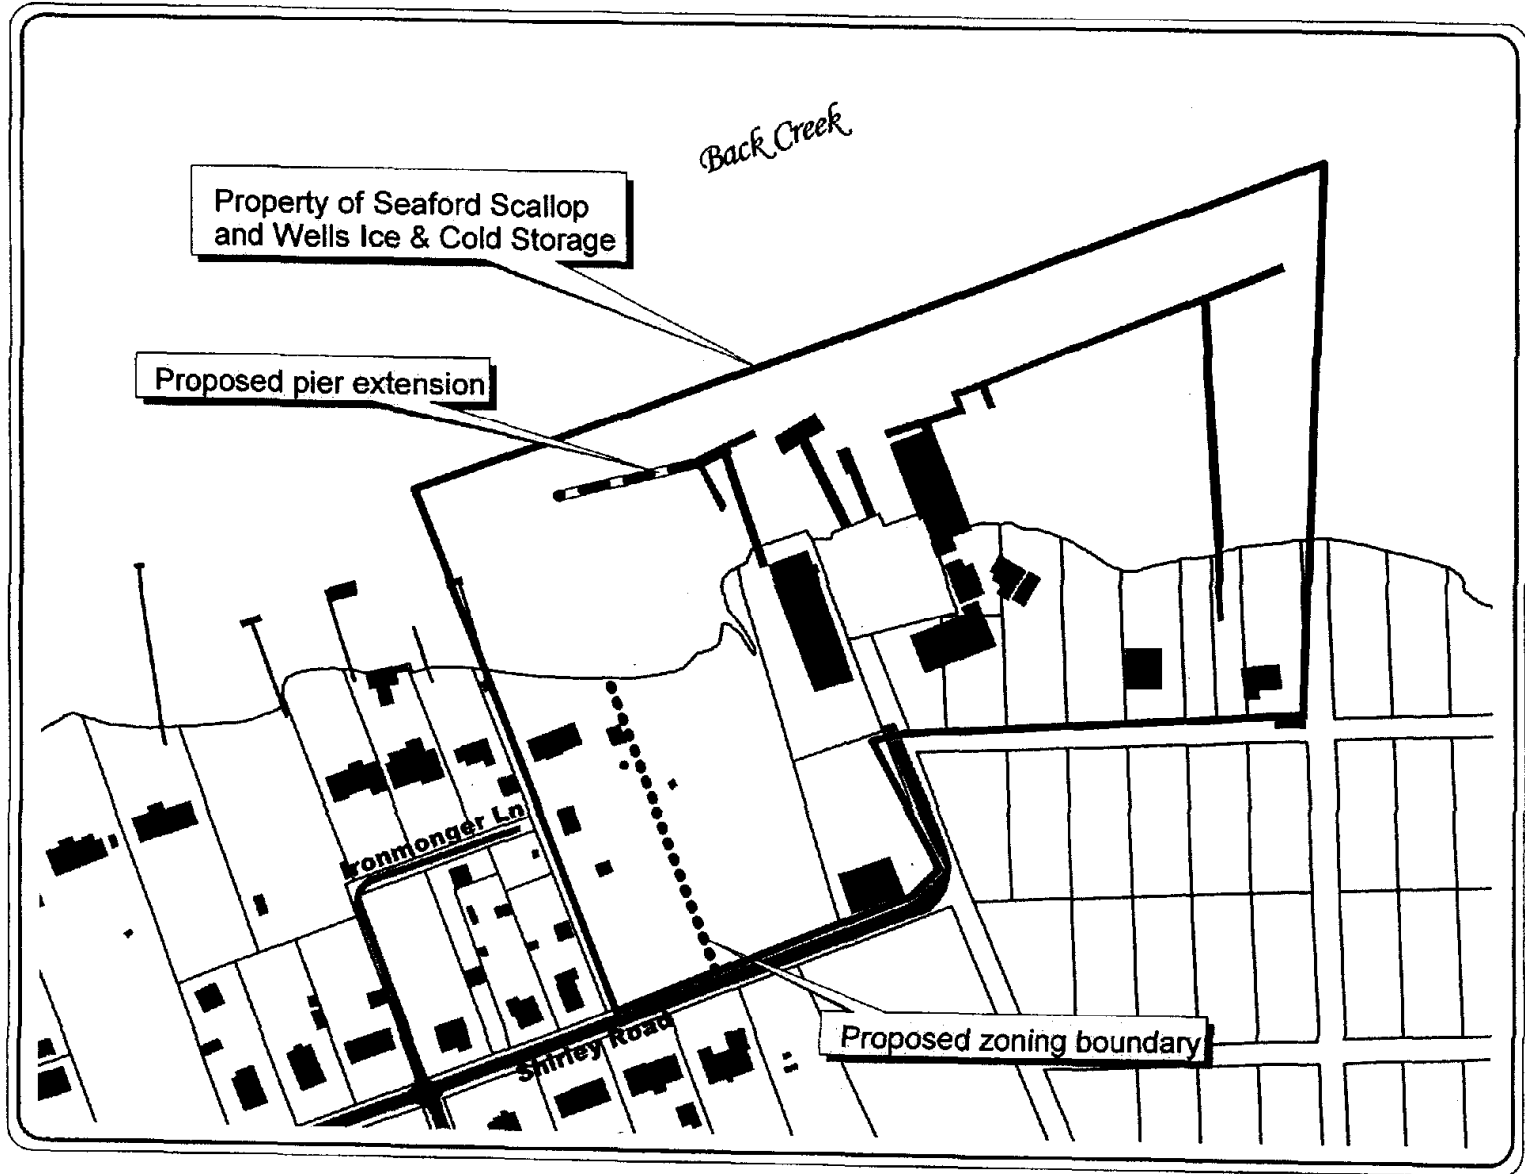 Back Creek
Property of Seaford Scallop
and Wells Ice & Cold Storage
Proposed pier extension
Ironmonger Ln
Shirley Road
Proposed zoning boundary